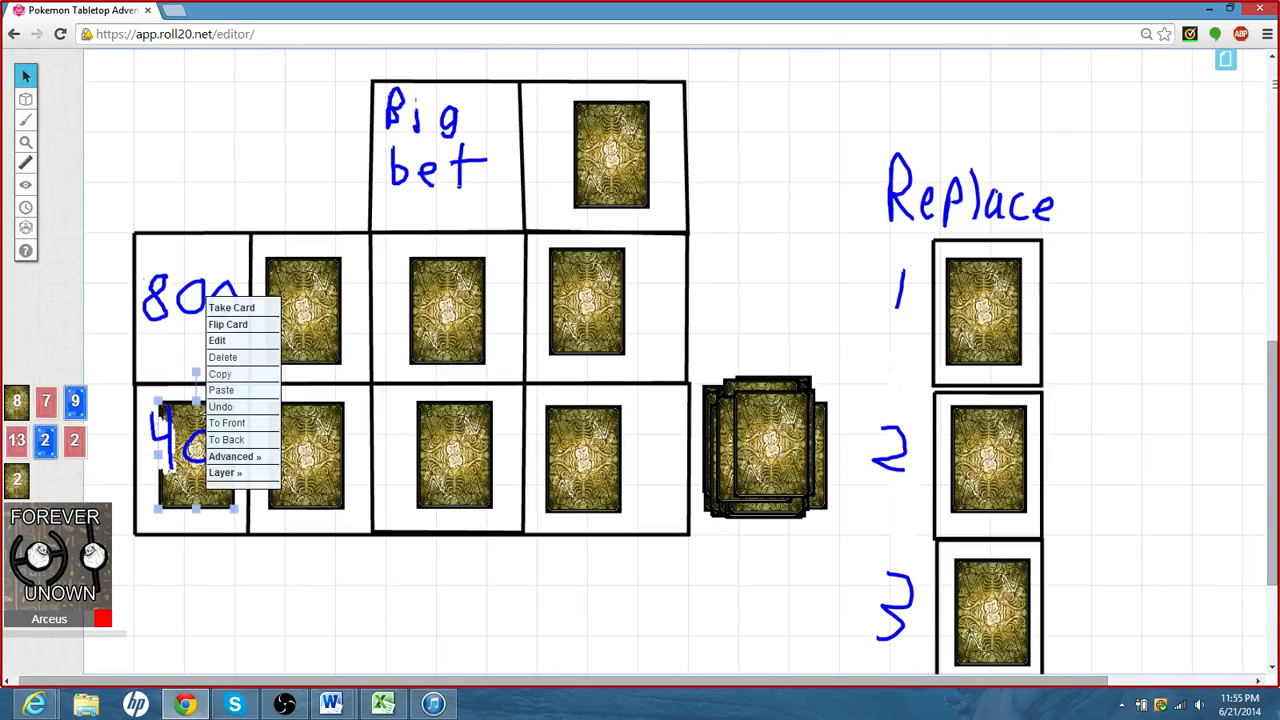 Pokemon Tabletop Adven
https://app.roll20.net/editor/
ABP
Big
bet
Replace
1
800
Take Card
Flip Card
Edit
Delete
Copy
Paste
Undo
To Front
To Back
Advanced »
Layer »
2
3
8 7 9
13 2 2
2
FOREVER
UNOWN
Arceus
11:55 PM
6/21/2014